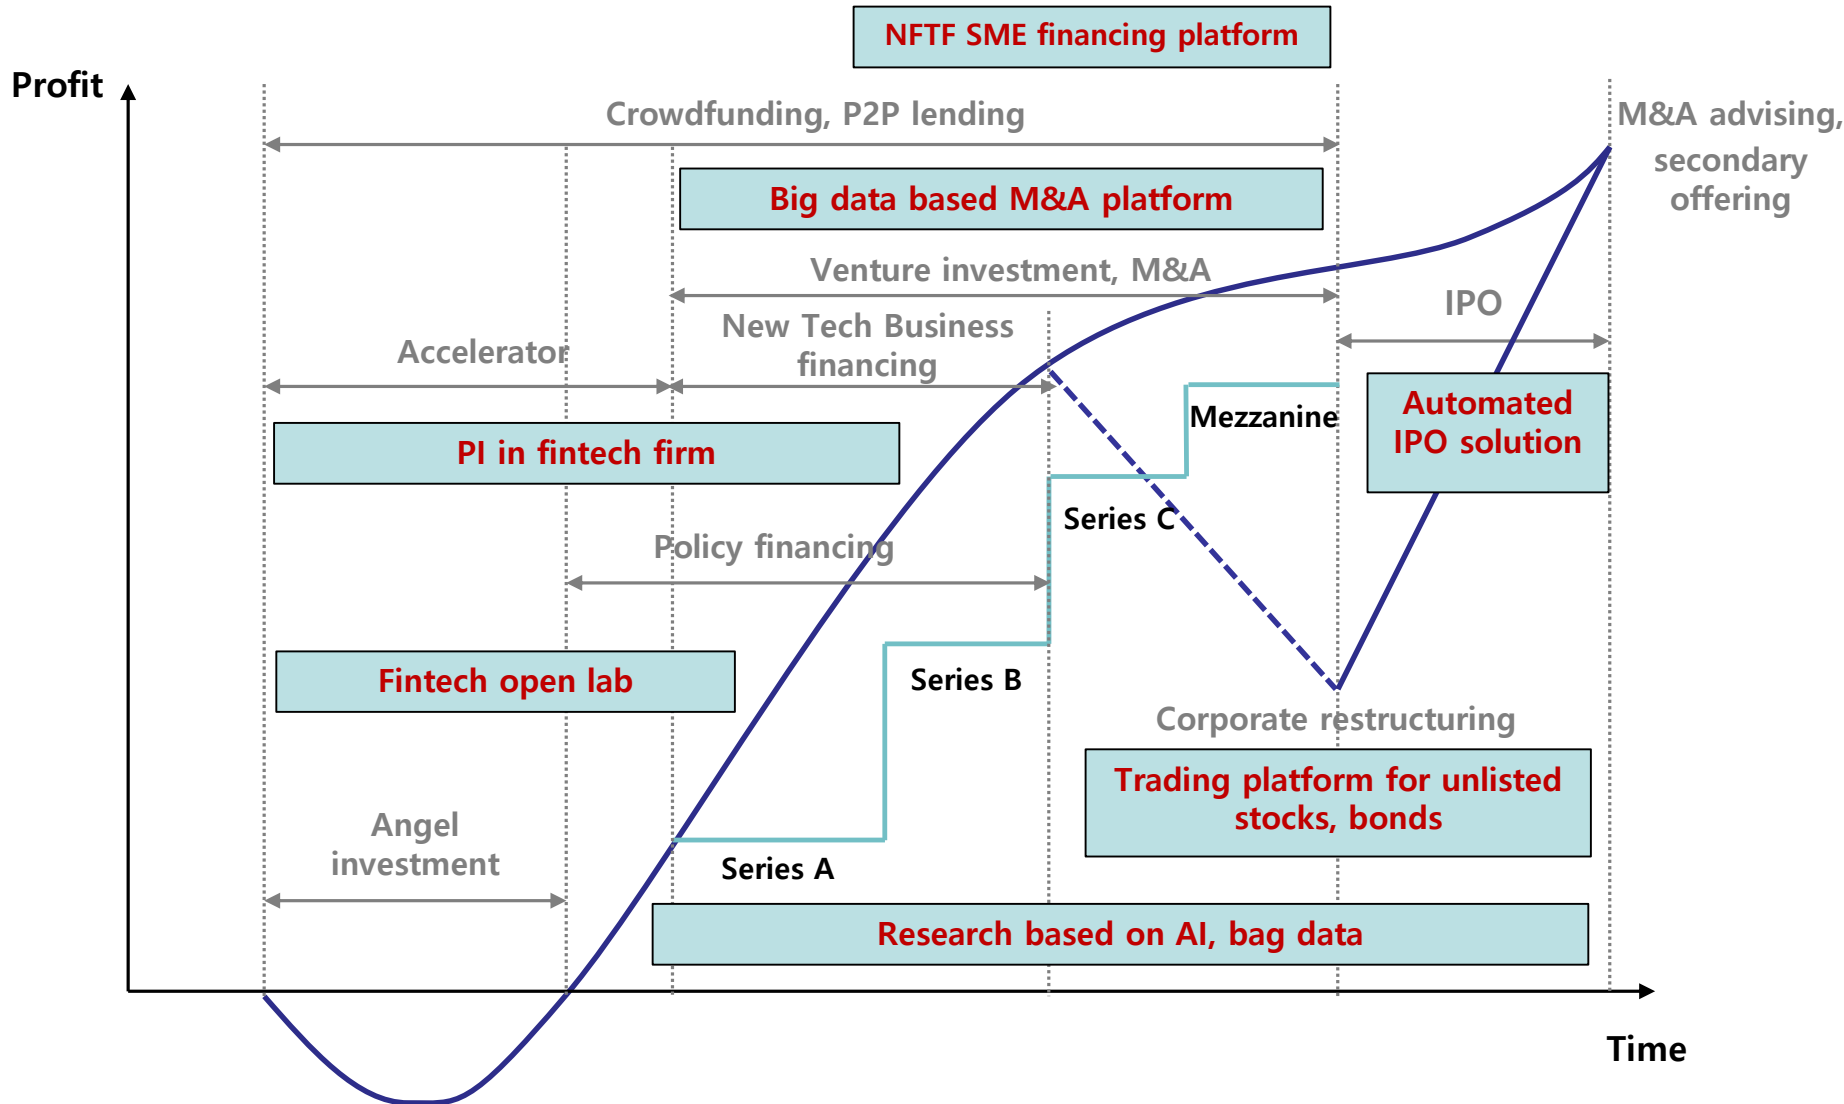 NFTF SME financing platform
Profit
Crowdfunding, P2P lending
M&A advising,
secondary
offering
Big data based M&A platform
Venture investment, M&A
IPO
New Tech Business
financing
Accelerator
Mezzanine
Automated
IPO solution
PI in fintech firm
Series C
Policy financing
Fintech open lab
Series B
Corporate restructuring
Trading platform for unlisted
stocks, bonds
Angel
investment
Series A
Research based on AI, bag data
Time